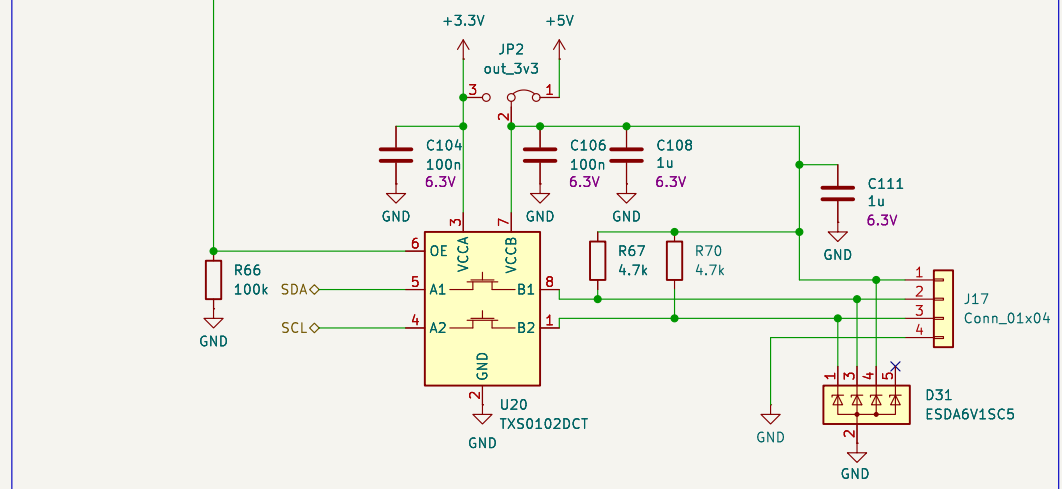 +3.3V
+5V
JP2
out_3v3
3
1
2
C104
100n
6.3V
C106
100n
6.3V
C108
1u
6.3V
C111
1u
6.3V
GND
GND
GND
GND
3
7
VCCA
VCCB
6
OE
R66
100k
GND
SDA
5
A1
B1
8
SCL
4
A2
B2
1
GND
2
U20
TXS0102DCT
GND
R67
4.7k
R70
4.7k
1
2
3
4
J17
Conn_01x04
GND
1
3
4
5
D31
ESDA6V1SC5
2
GND